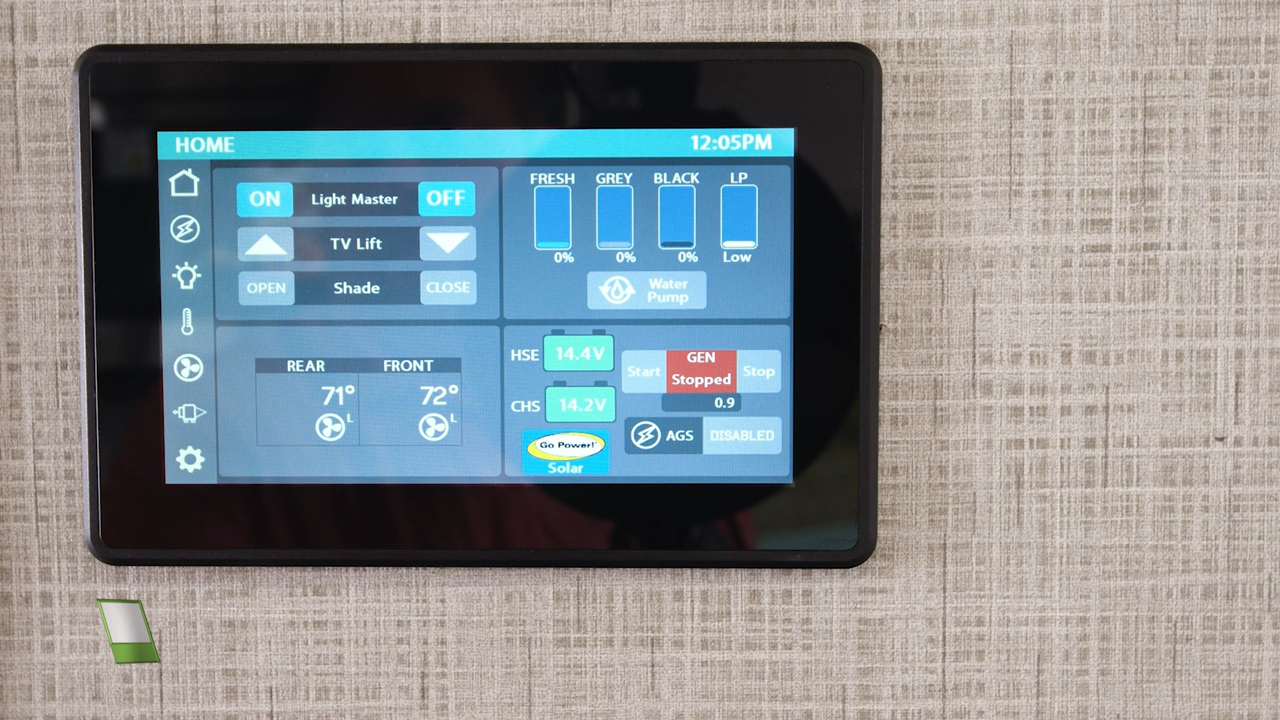 HOME 12:05PM
ON Light Master OFF
TV Lift
OPEN Shade CLOSE
FRESH GREY BLACK LP
0% 0% 0% Low
Water
Pump
REAR FRONT
71° 72°
L L
HSE 14.4V
CHS 14.2V
Go Power!
Solar
GEN
Start Stopped Stop
0.9
AGS DISABLED